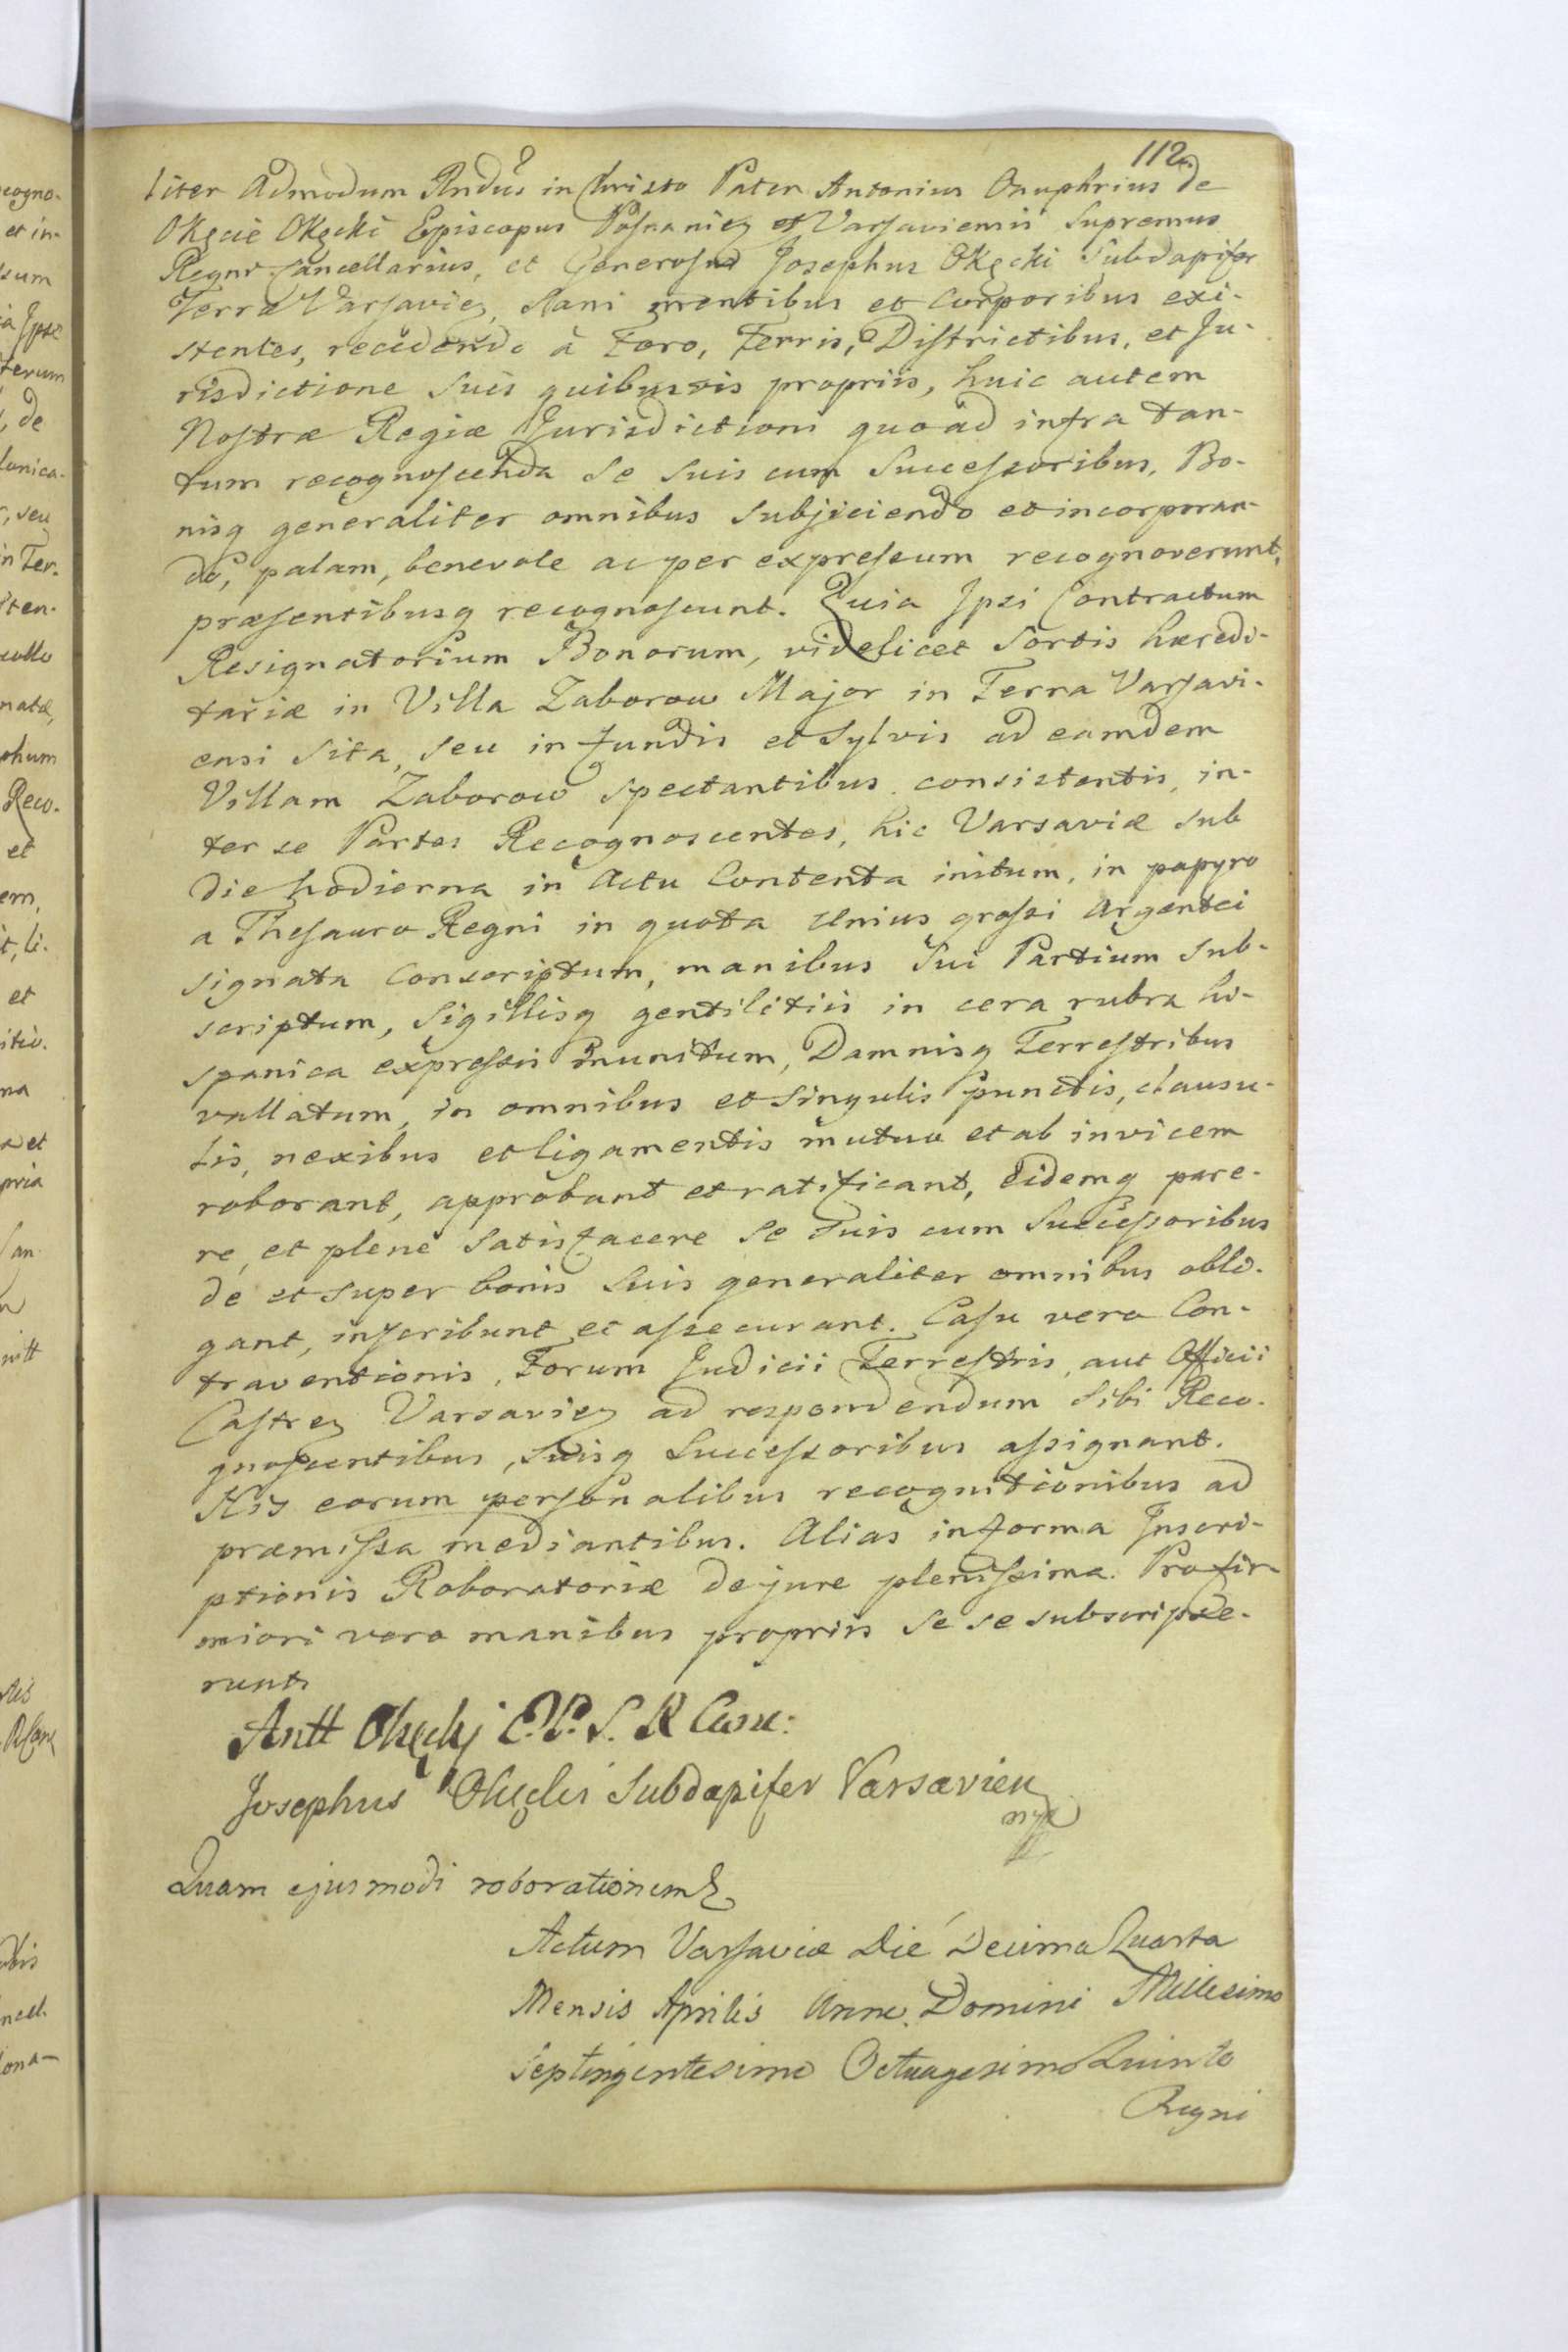 112.
liter Admodum Rndus in Christo Pater Antonius Onuphrius de
Okęcie Okęcki Episcopus Posnaniez et Varsaviensis Supremus
Regni Cancellarius, et Generosus Josephus Okęcki Subdapifer
Terræ Varsaviez, Sani mentibus et Corporibus exi-
stentes, recedendo à Foro, Terris, Districtibus, et Ju-
risdictione suis quibusvis propriis, huic autem
Nostræ Regiæ Jurisdictioni quoad infra tan-
tum recognoscenda se suis cum Successoribus, Bo-
nisq generaliter omnibus subjiciendo et incorporan-
do, palam, benevole ac per expressum recognoverunt,
præsentibusq recognoscunt. Quia Ipsi Contractum
Resignatorium Bonorum, videlicet Sortis hæredi-
tariæ in Villa Zaborow Major in Terra Varsavi-
ensi Sita, seu in fundis et Sylvis ad eamdem
Villam Zaborow spectantibus consistentis, in-
ter se Partes Recognoscentes, hic Varsaviæ sub
die hodierna in Actu Contenta initum, in papyro
a Thesauro Regni in quota unius grossi Argentei
signata Conscriptum, manibus Sui Partium sub-
scriptum, Sigillisq gentilitiis in cera rubra hi-
spanica expressis munitum, Damnisq Terrestribus
vallatum, in omnibus et singulis punctis, clausu-
lis, nexibus et ligamentis mutuo et ab invicem
roborant, approbant et ratificant, Eidemq pare-
re, et plene satisfacere se suis cum Successoribus
de et super bonis Suis generaliter omnibus obli-
gant, inscribunt et assecurant. Casu vero Con-
traventionis, Forum Judicii Terrestris, aut Officii
Castrez Varsaviez ad respondendum Sibi Reco-
gnoscentibus, Suisq Successoribus assignant.
His eorum personalibus recognitionibus ad
præmissa mediantibus. Alias in forma Inscri-
ptionis Roboratoriæ de jure plenissima. Pro fir-
miori vero manibus propriis se se subscripse-
runt
Antt Okęckj E. P. S. R Canc:
Josephus Okęcki Subdapifer Varsavien
mp
Quam ejusmodi roborationem
Actum Varsaviæ Die Decima Quarta
Mensis Aprilis Anno Domini Millesimo
Septingentesimo Octuagesimo Quinto
Regni